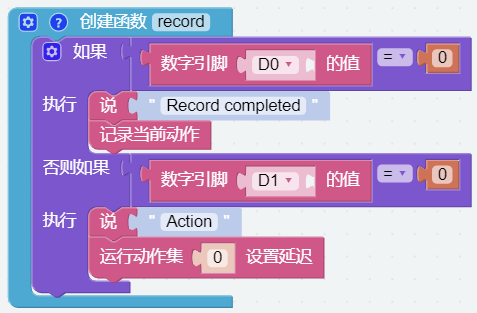 创建函数 record
如果 数字引脚 D0 的值 = 0
执行 说 " Record completed "
记录当前动作
否则如果 数字引脚 D1 的值 = 0
执行 说 " Action "
运行动作集 0 设置延迟